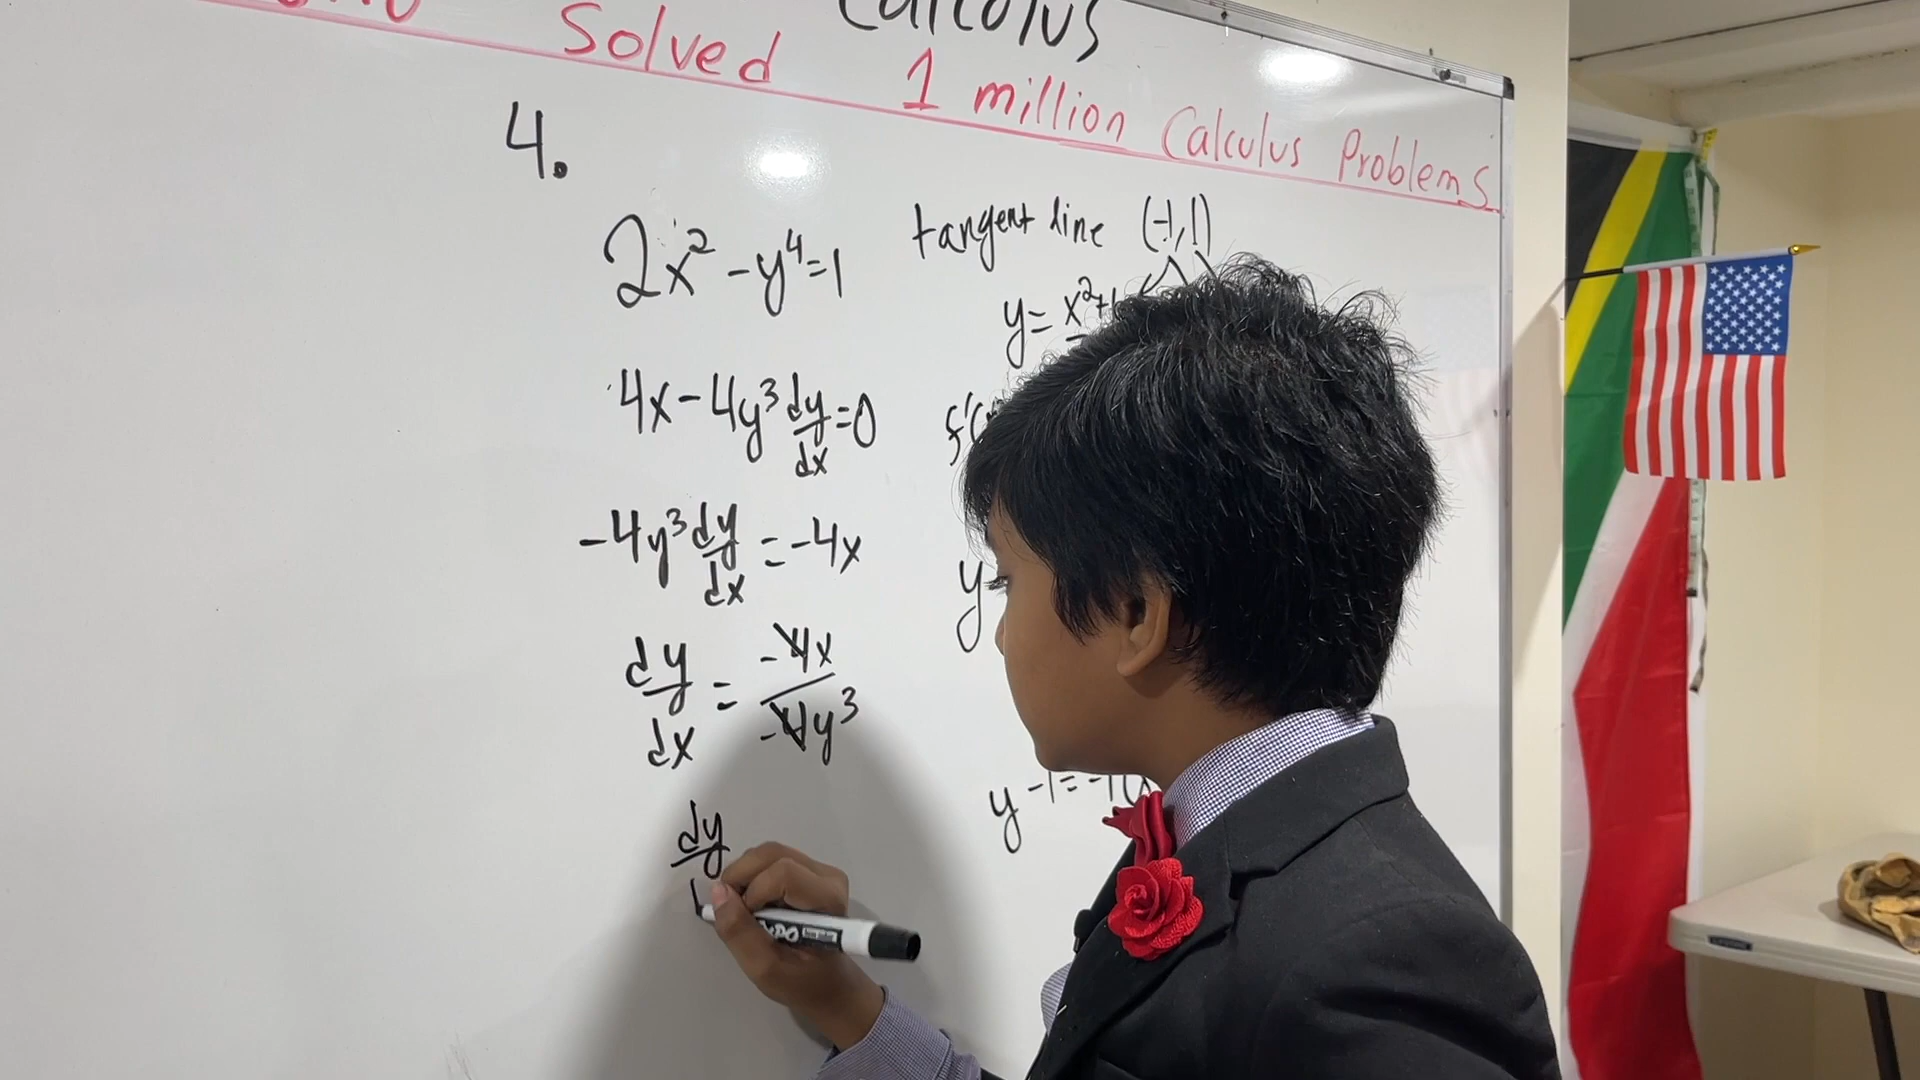 Calculus
Solved 1 million Calculus Problems
4.
2x² - y⁴ = 1
4x - 4y³ dy/dx = 0
-4y³ dy/dx = -4x
dy/dx = -4x/-4y³
dy
tangent line (-1,1)
y = x²+
f'(
y
y - 1 = -1(
EXPO